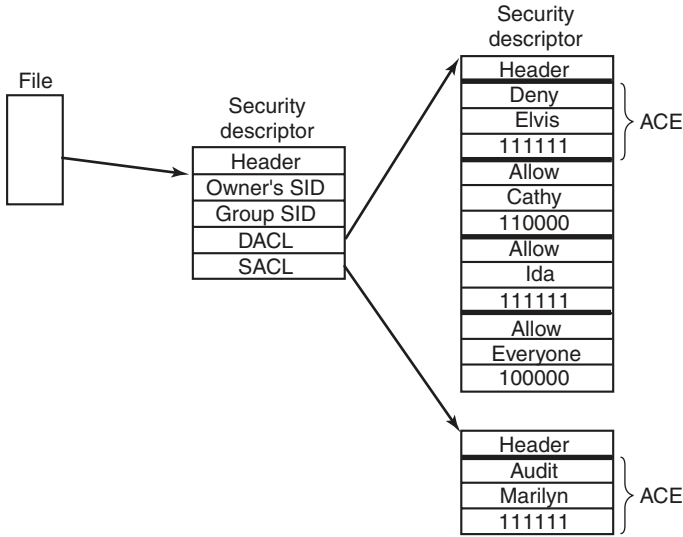 File
Security
descriptor
Header
Owner's SID
Group SID
DACL
SACL
Security
descriptor
Header
Deny
Elvis
111111
ACE
Allow
Cathy
110000
Allow
Ida
111111
Allow
Everyone
100000
Header
Audit
Marilyn
111111
ACE